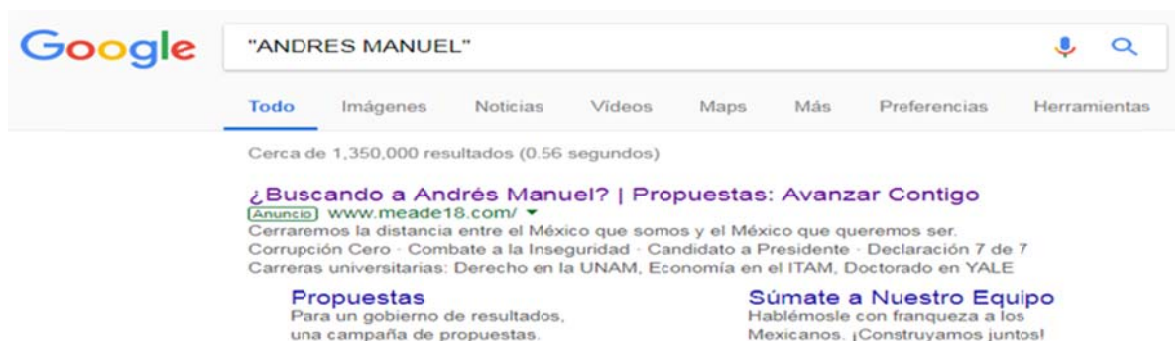 Google "ANDRES MANUEL"
Todo Imágenes Noticias Vídeos Maps Más Preferencias Herramientas
Cerca de 1,350,000 resultados (0.56 segundos)
¿Buscando a Andrés Manuel? | Propuestas: Avanzar Contigo
Anuncio www.meade18.com/
Cerraremos la distancia entre el México que somos y el México que queremos ser.
Corrupción Cero · Combate a la Inseguridad · Candidato a Presidente · Declaración 7 de 7
Carreras universitarias: Derecho en la UNAM, Economía en el ITAM, Doctorado en YALE
Propuestas
Para un gobierno de resultados,
una campaña de propuestas.
Súmate a Nuestro Equipo
Hablémosle con franqueza a los
Mexicanos. ¡Construyamos juntos!